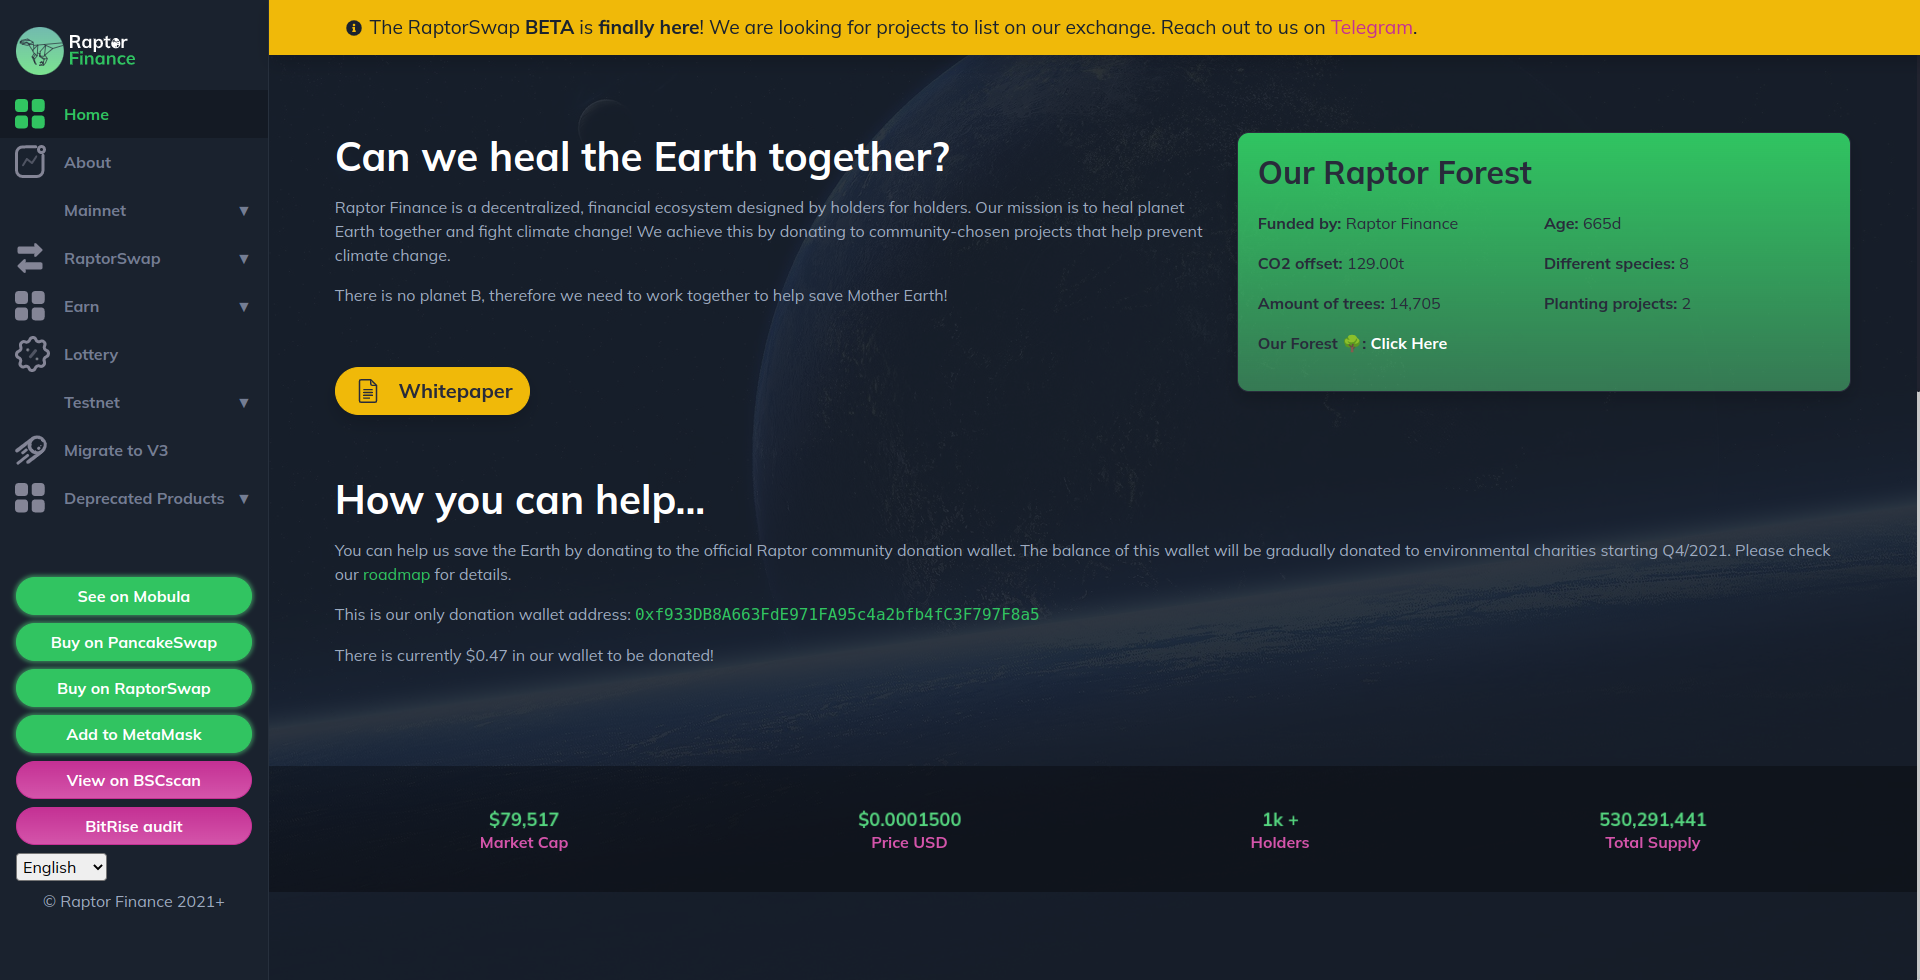 The RaptorSwap BETA is finally here! We are looking for projects to list on our exchange. Reach out to us on Telegram.
Raptor
Finance
Home
About
Mainnet ▼
RaptorSwap ▼
Earn ▼
Lottery
Testnet ▼
Migrate to V3
Deprecated Products ▼
See on Mobula
Buy on PancakeSwap
Buy on RaptorSwap
Add to MetaMask
View on BSCscan
BitRise audit
English
© Raptor Finance 2021+
Can we heal the Earth together?
Raptor Finance is a decentralized, financial ecosystem designed by holders for holders. Our mission is to heal planet
Earth together and fight climate change! We achieve this by donating to community-chosen projects that help prevent
climate change.
There is no planet B, therefore we need to work together to help save Mother Earth!
Whitepaper
Our Raptor Forest
Funded by: Raptor Finance
Age: 665d
CO2 offset: 129.00t
Different species: 8
Amount of trees: 14,705
Planting projects: 2
Our Forest 🌳: Click Here
How you can help...
You can help us save the Earth by donating to the official Raptor community donation wallet. The balance of this wallet will be gradually donated to environmental charities starting Q4/2021. Please check
our roadmap for details.
This is our only donation wallet address: 0xf933DB8A663FdE971FA95c4a2bfb4fC3F797F8a5
There is currently $0.47 in our wallet to be donated!
$79,517
Market Cap
$0.0001500
Price USD
1k +
Holders
530,291,441
Total Supply